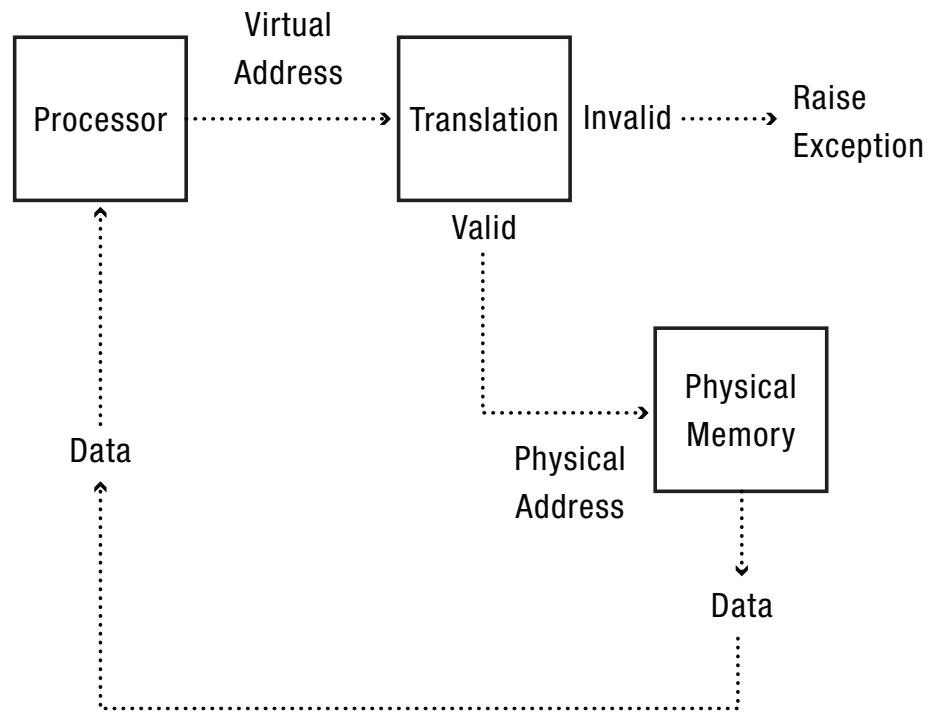 Virtual
Address
Processor
Translation
Invalid
Raise
Exception
Valid
Physical
Memory
Data
Physical
Address
Data